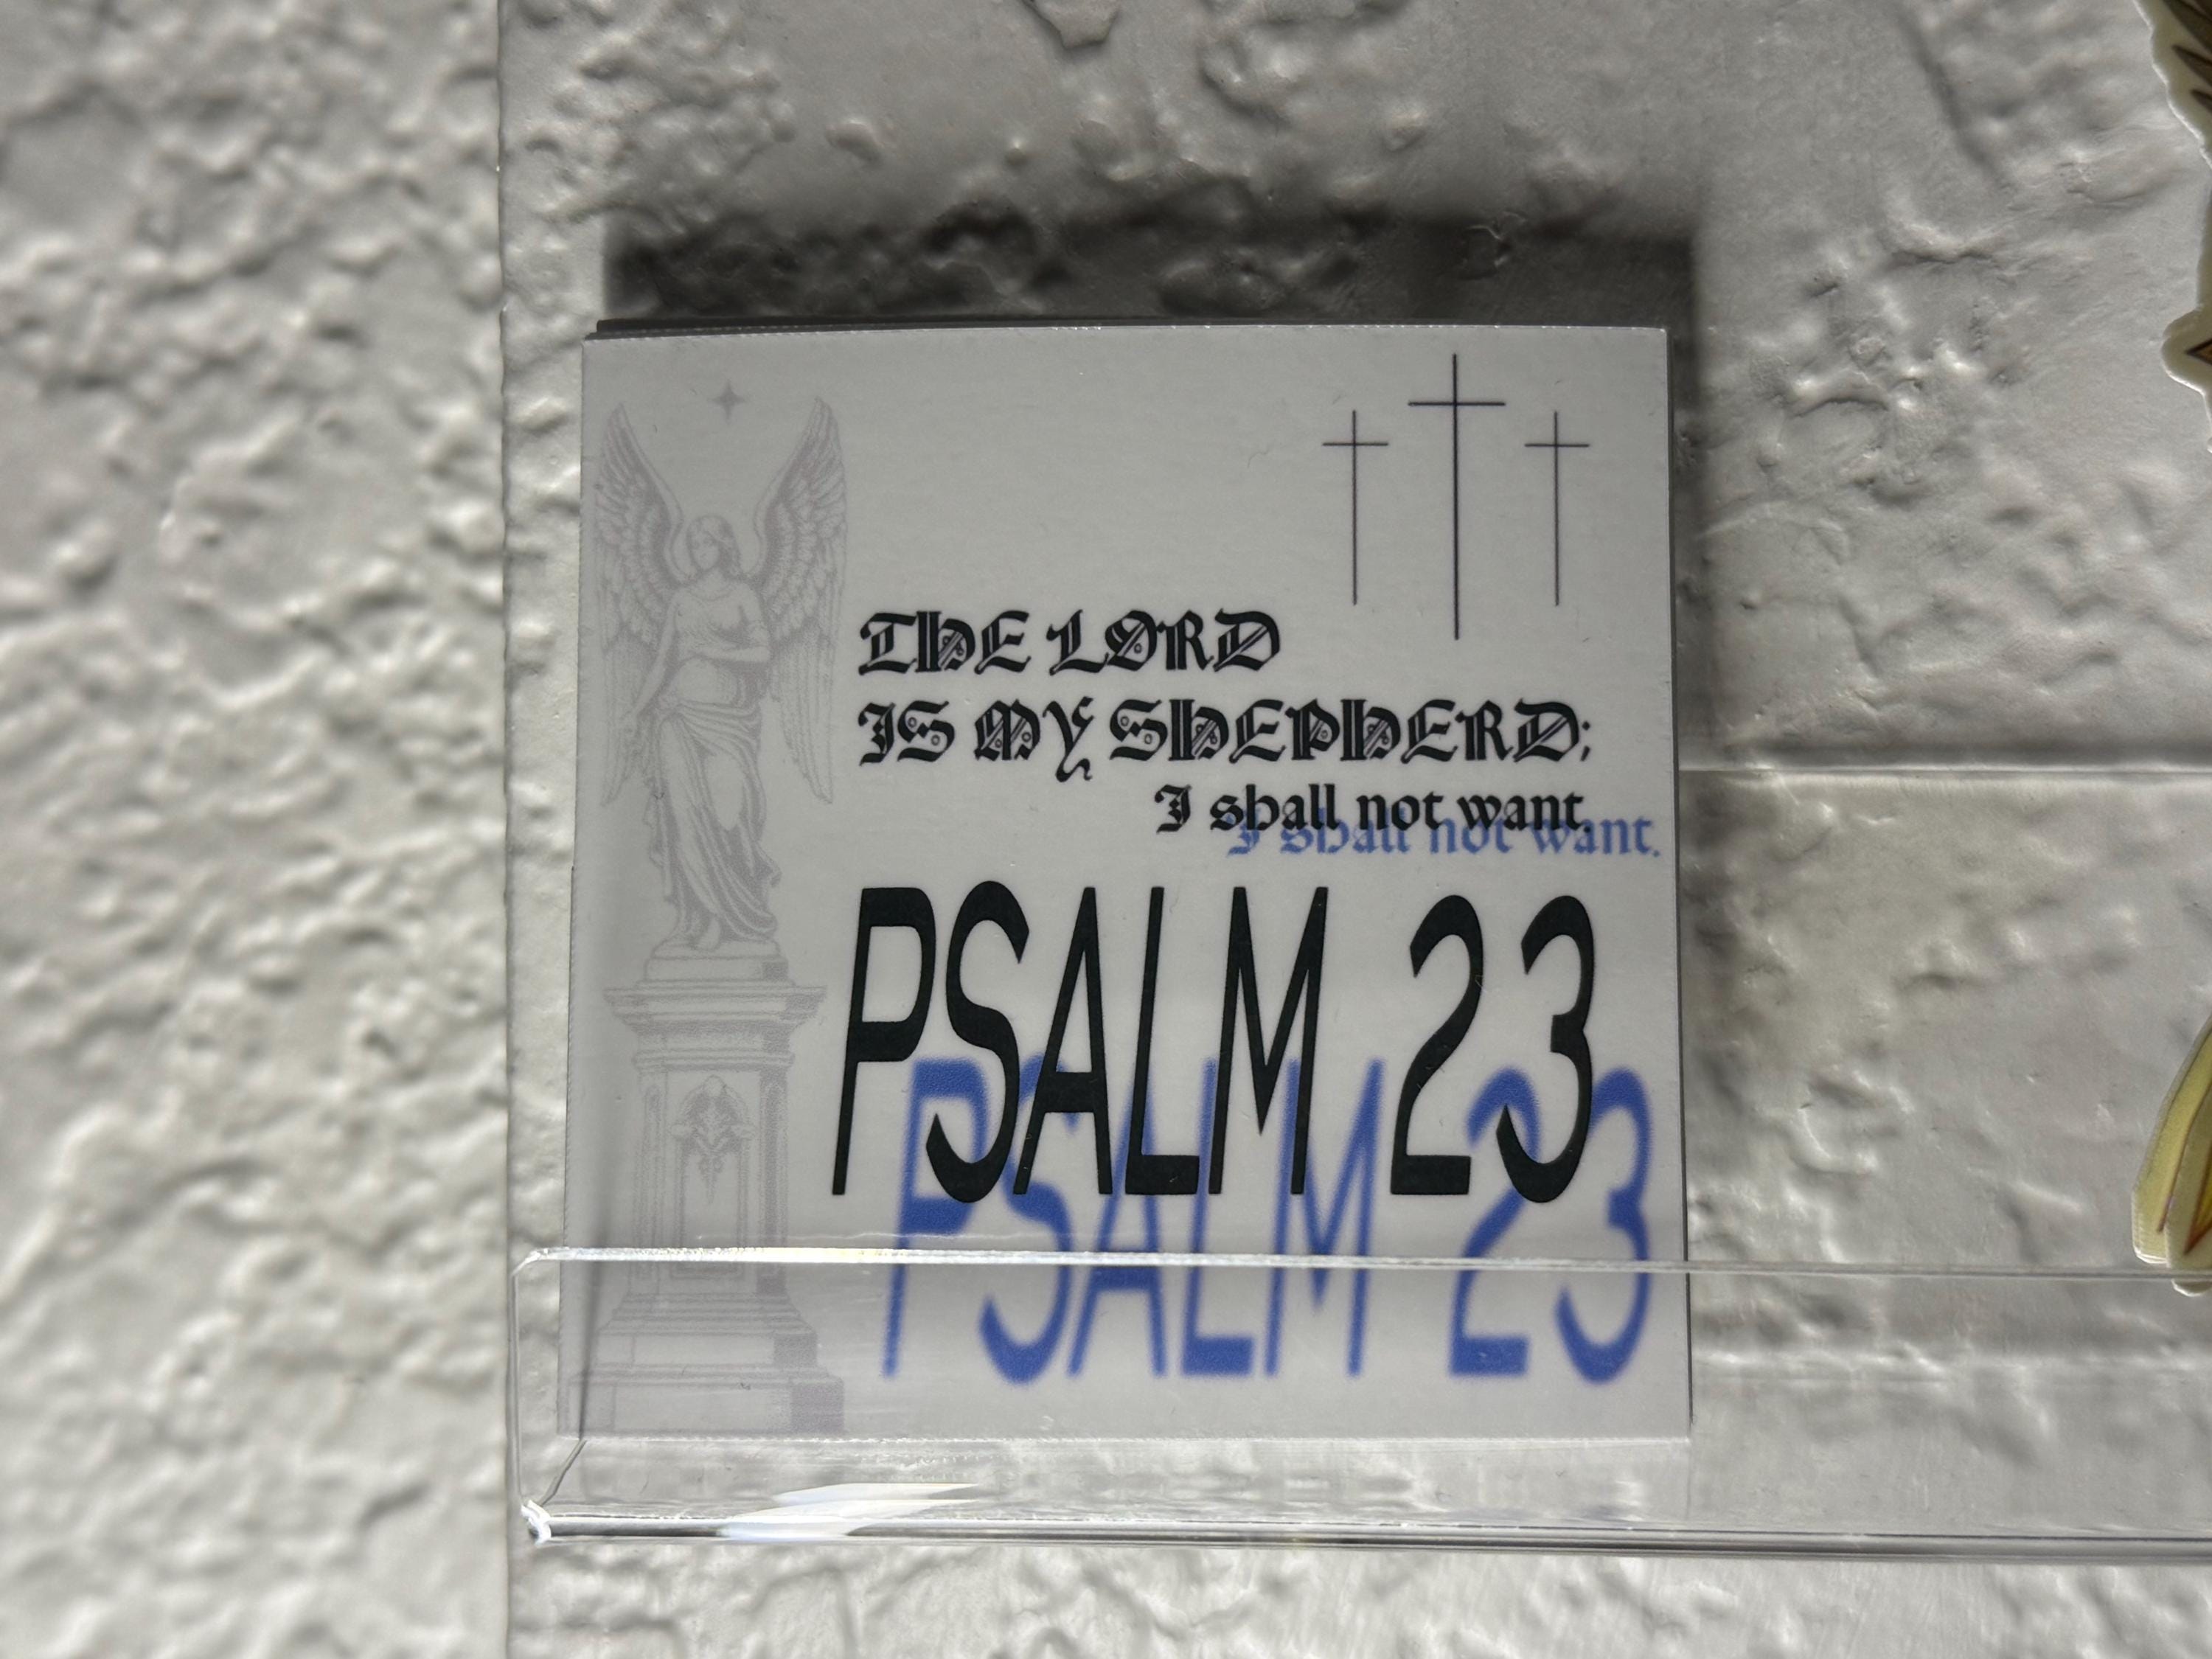 THE LORD
IS MY SHEPHERD;
I shall not want.
I shall not want.
PSALM 23
PSALM 23